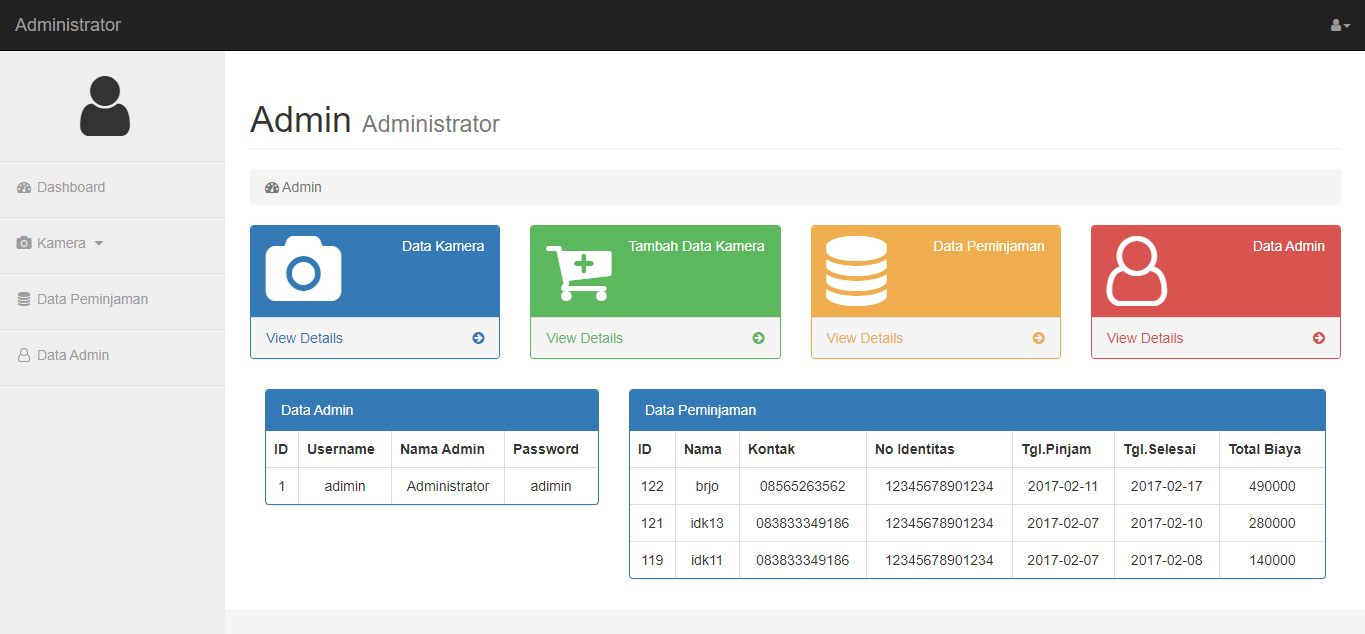 Administrator
Dashboard
Kamera
Data Peminjaman
Data Admin
Admin Administrator
Admin
Data Kamera
View Details
Tambah Data Kamera
View Details
Data Peminjaman
View Details
Data Admin
View Details
Data Admin
ID Username Nama Admin Password
1 adimin Administrator adimin
Data Peminjaman
ID Nama Kontak No Identitas Tgl.Pinjam Tgl.Selesai Total Biaya
122 brjo 08565263562 12345678901234 2017-02-11 2017-02-17 490000
121 idk13 083833349186 12345678901234 2017-02-07 2017-02-10 280000
119 idk11 083833349186 12345678901234 2017-02-07 2017-02-08 140000